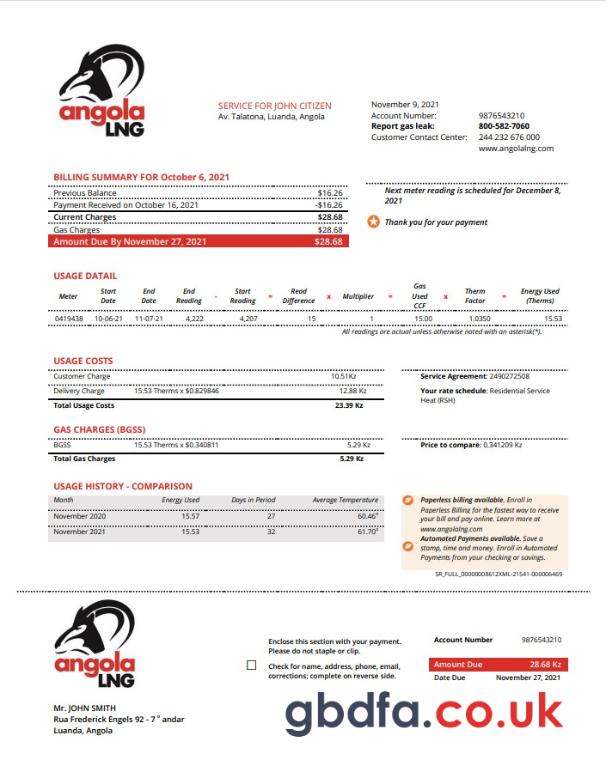 angola
LNG
SERVICE FOR JOHN CITIZEN
Av. Talatona, Luanda, Angola
November 9, 2021
Account Number: 9876543210
Report gas leak: 800-582-7060
Customer Contact Center: 244 232 676 000
www.angolalng.com
BILLING SUMMARY FOR October 6, 2021
Previous Balance $16.26
Payment Received on October 16, 2021 -$16.26
Current Charges $28.68
Gas Charges $28.68
Amount Due By November 27, 2021 $28.68
Next meter reading is scheduled for December 8,
2021
Thank you for your payment
USAGE DATAIL
Meter Start Date End Date End Reading - Start Reading = Read Difference x Multiplier = Gas Used CCF x Therm Factor = Energy Used (Therms)
0419438 10-06-21 11-07-21 4,222 4,207 15 1 15.00 1.0350 15.53
All readings are actual unless otherwise noted with an asterisk(*).
USAGE COSTS
Customer Charge 10.51Kz
Delivery Charge 15.53 Therms x $0.829846 12.88 Kz
Total Usage Costs 23.39 Kz
Service Agreement: 2490272508
Your rate schedule: Residential Service
Heat (RSH)
GAS CHARGES (BGSS)
BGSS 15.53 Therms x $0.340811 5.29 Kz
Total Gas Charges 5.29 Kz
Price to compare: 0.341209 Kz
USAGE HISTORY - COMPARISON
Month Energy Used Days in Period Average Temperature
November 2020 15.57 27 60.46°
November 2021 15.53 32 61.70°
Paperless billing available. Enroll in
Paperless Billing for the fastest way to receive
your bill and pay online. Learn more at
www.angolalng.com
Automated Payments available. Save a
stamp, time and money. Enroll in Automated
Payments from your checking or savings.
angola
LNG
Enclose this section with your payment.
Please do not staple or clip.
Check for name, address, phone, email,
corrections; complete on reverse side.
Account Number 9876543210
Amount Due 28.68 Kz
Date Due November 27, 2021
Mr. JOHN SMITH
Rua Frederick Engels 92 - 7 º andar
Luanda, Angola
gbdfa.co.uk